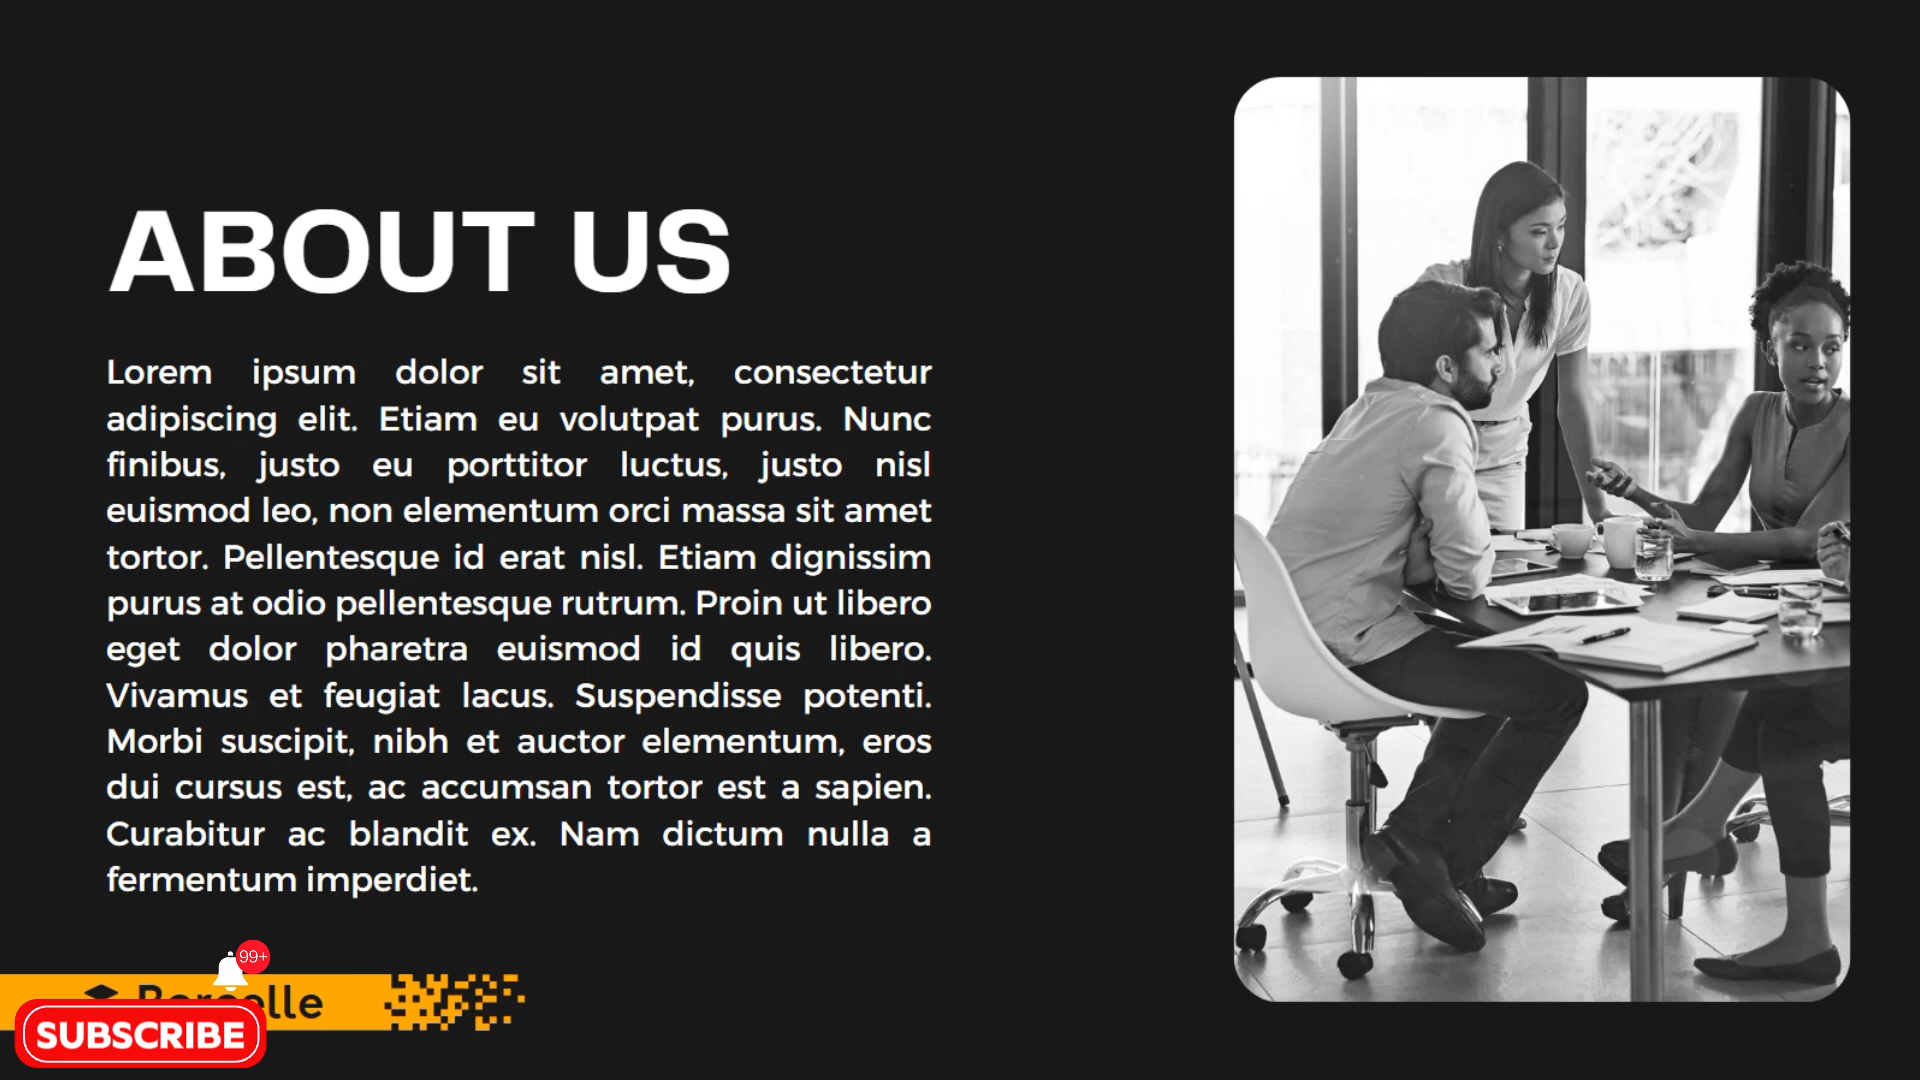 ABOUT US
Lorem ipsum dolor sit amet, consectetur
adipiscing elit. Etiam eu volutpat purus. Nunc
finibus, justo eu porttitor luctus, justo nisl
euismod leo, non elementum orci massa sit amet
tortor. Pellentesque id erat nisl. Etiam dignissim
purus at odio pellentesque rutrum. Proin ut libero
eget dolor pharetra euismod id quis libero.
Vivamus et feugiat lacus. Suspendisse potenti.
Morbi suscipit, nibh et auctor elementum, eros
dui cursus est, ac accumsan tortor est a sapien.
Curabitur ac blandit ex. Nam dictum nulla a
fermentum imperdiet.
99+
SUBSCRIBE